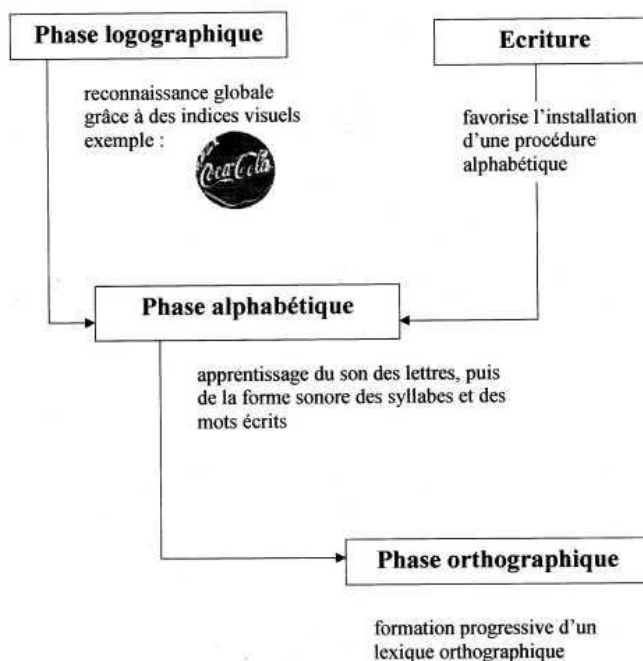 Phase logographique
Ecriture
reconnaissance globale
grâce à des indices visuels
exemple :
Coca-Cola
favorise l'installation
d'une procédure
alphabétique
Phase alphabétique
apprentissage du son des lettres, puis
de la forme sonore des syllabes et des
mots écrits
Phase orthographique
formation progressive d'un
lexique orthographique